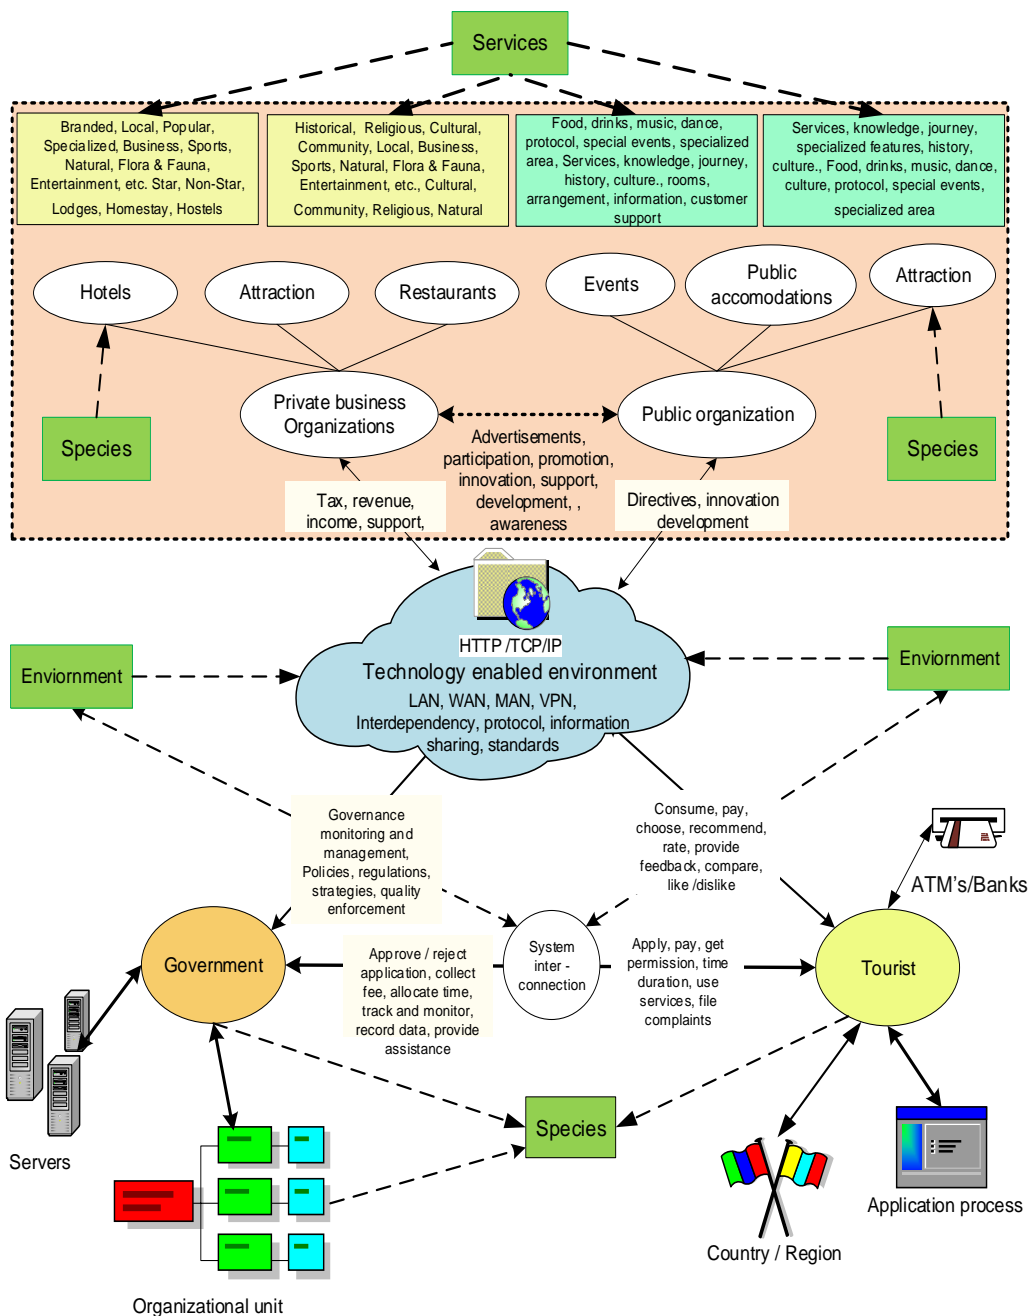 Services
Branded, Local, Popular,
Specialized, Business, Sports,
Natural, Flora & Fauna,
Entertainment, etc. Star, Non-Star,
Lodges, Homestay, Hostels
Historical, Religious, Cultural,
Community, Local, Business,
Sports, Natural, Flora & Fauna,
Entertainment, etc., Cultural,
Community, Religious, Natural
Food, drinks, music, dance,
protocol, special events, specialized
area, Services, knowledge, journey,
history, culture., rooms,
arrangement, information, customer
support
Services, knowledge, journey,
specialized features, history,
culture., Food, drinks, music, dance,
culture, protocol, special events,
specialized area
Hotels
Attraction
Restaurants
Events
Public
accomodations
Attraction
Private business
Organizations
Public organization
Species
Species
Advertisements,
participation, promotion,
innovation, support,
development, ,
awareness
Tax, revenue,
income, support,
Directives, innovation
development
HTTP /TCP/IP
Technology enabled environment
LAN, WAN, MAN, VPN,
Interdependency, protocol, information
sharing, standards
Enviornment
Enviornment
Governance
monitoring and
management,
Policies, regulations,
strategies, quality
enforcement
Consume, pay,
choose, recommend,
rate, provide
feedback, compare,
like /dislike
ATM's/Banks
Government
Approve / reject
application, collect
fee, allocate time,
track and monitor,
record data, provide
assistance
System
inter -
connection
Apply, pay, get
permission, time
duration, use
services, file
complaints
Tourist
Servers
Species
Organizational unit
Country / Region
Application process